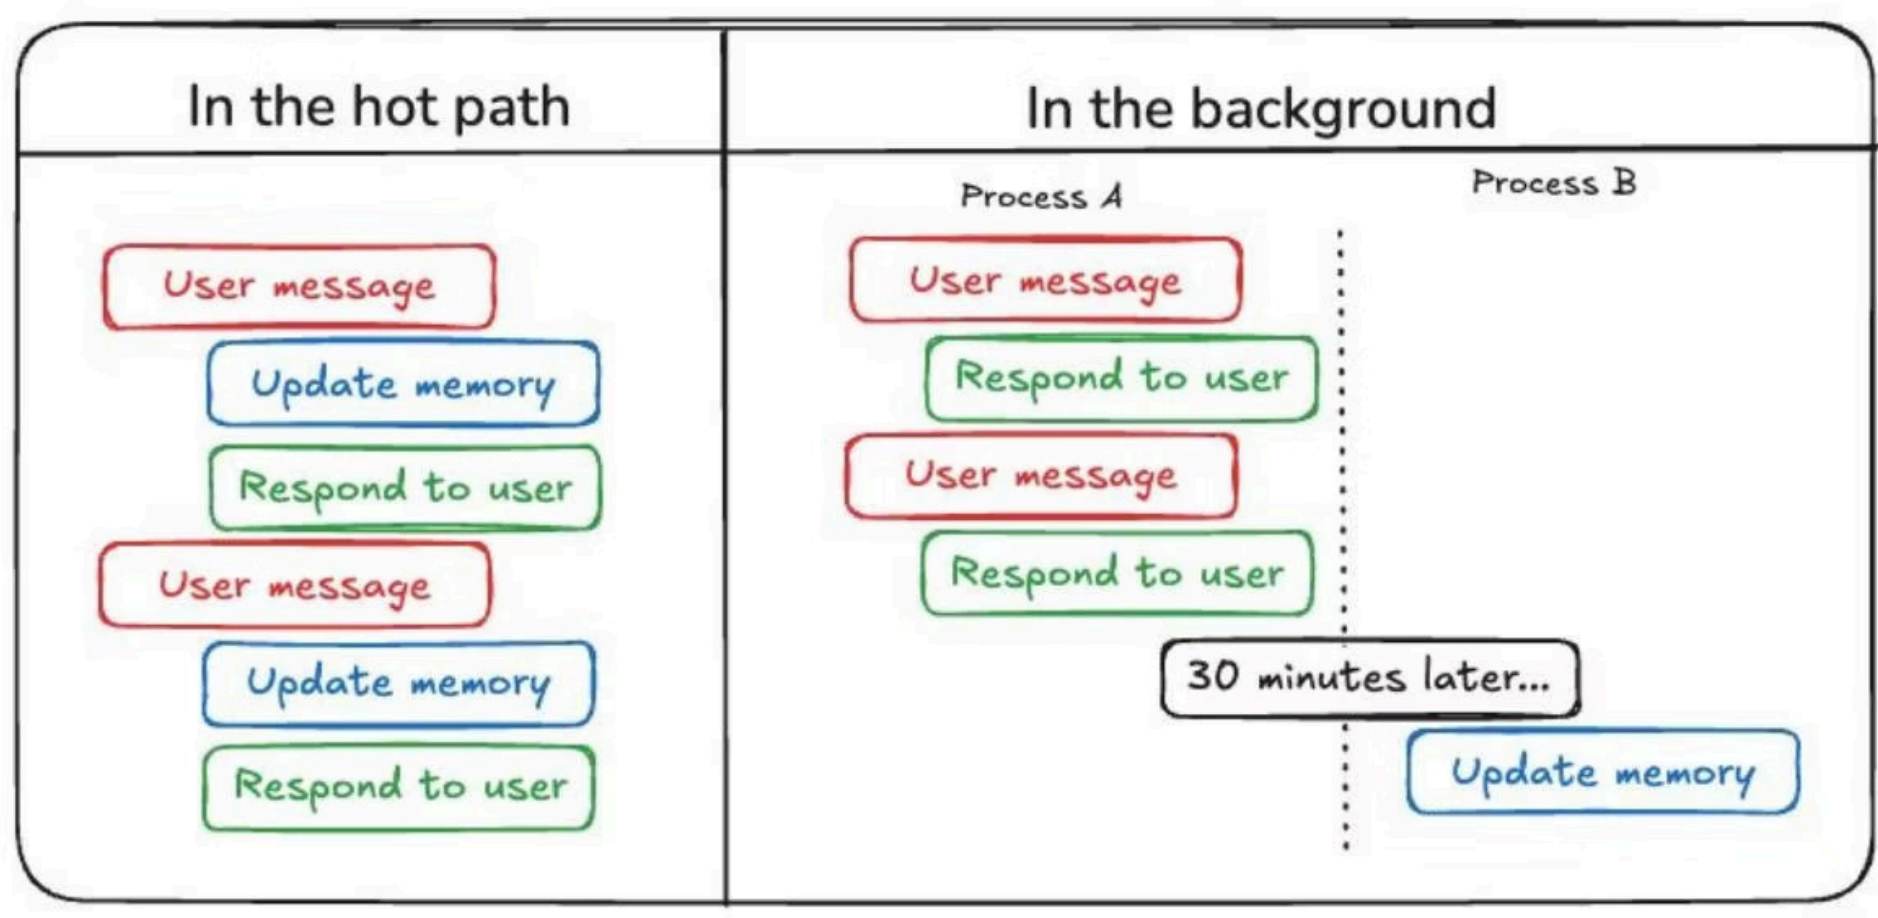 In the hot path
In the background
User message
Update memory
Respond to user
User message
Update memory
Respond to user
Process A
Process B
User message
Respond to user
User message
Respond to user
30 minutes later...
Update memory